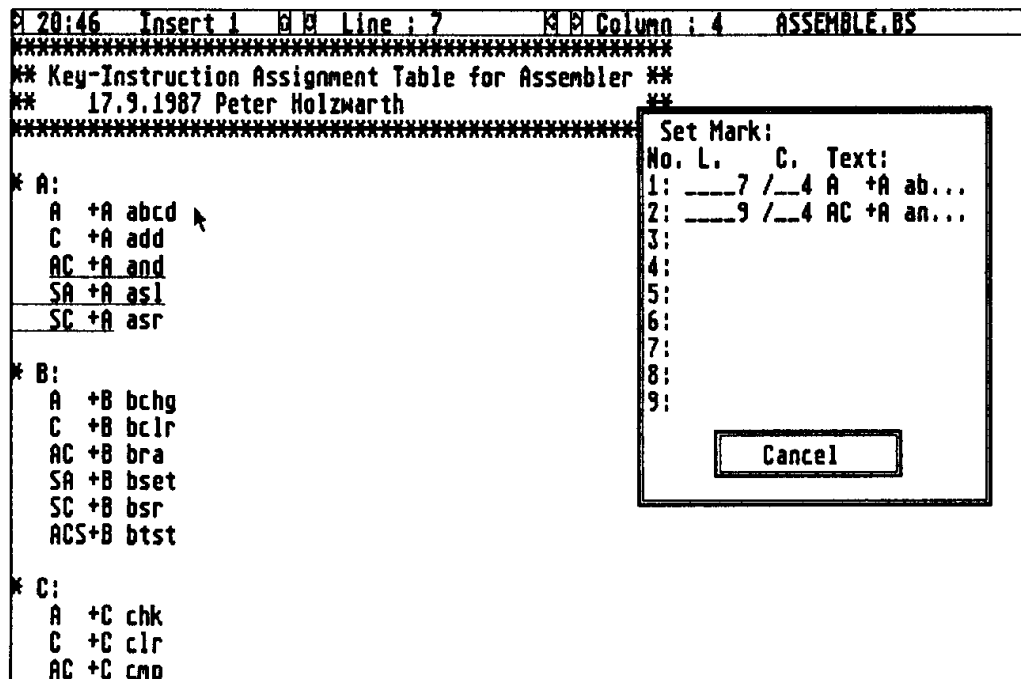 20:46 Insert 1 Line : 7 Column : 4 ASSEMBLE.BS
*****************************************************
** Key-Instruction Assignment Table for Assembler **
** 17.9.1987 Peter Holzwarth **
*****************************************************
* A:
A +A abcd
C +A add
AC +A and
SA +A asl
SC +A asr
* B:
A +B bchg
C +B bclr
AC +B bra
SA +B bset
SC +B bsr
ACS+B btst
* C:
A +C chk
C +C clr
AC +C cmp
Set Mark:
No. L. C. Text:
1: ____7 /__4 A +A ab...
2: ____9 /__4 AC +A an...
3:
4:
5:
6:
7:
8:
9:
Cancel